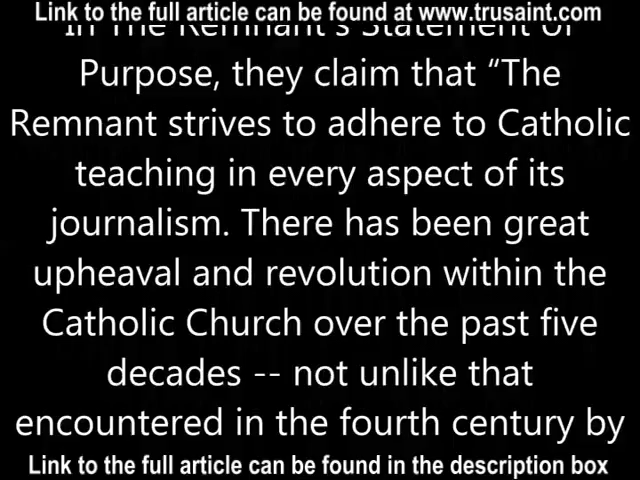 Link to the full article can be found at www.trusaint.com
In The Remnant's Statement of
Purpose, they claim that “The
Remnant strives to adhere to Catholic
teaching in every aspect of its
journalism. There has been great
upheaval and revolution within the
Catholic Church over the past five
decades -- not unlike that
encountered in the fourth century by
Link to the full article can be found in the description box